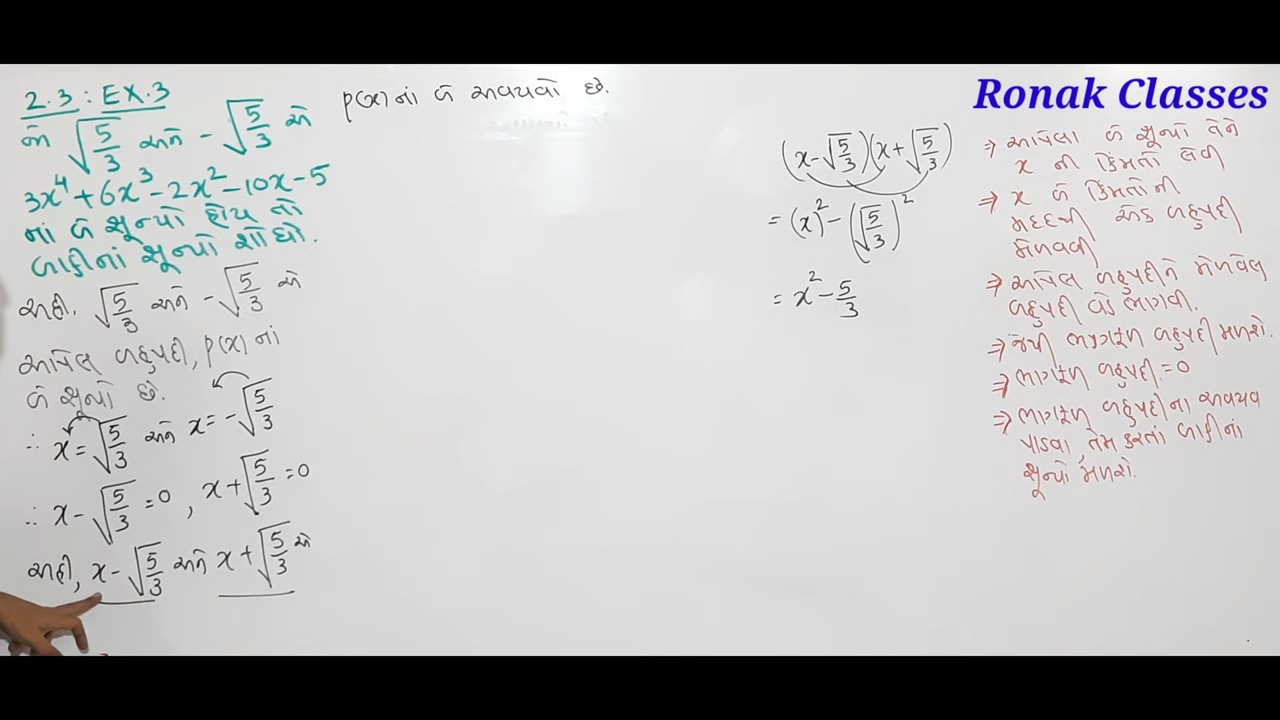 2.3 : EX.3
જો √5/3 અને - √5/3 એ
3x⁴ + 6x³ - 2x² - 10x - 5
નાં બે શૂન્યો હોય તો
બાકીનાં શૂન્યો શોધો.
અહીં. √5/3 અને - √5/3 એ
આપેલ બહુપદી, p(x) નાં
બે શૂન્યો છે.
∴ x = √5/3 અને x = - √5/3
∴ x - √5/3 = 0 , x + √5/3 = 0
અહીં, x - √5/3 અને x + √5/3 એ
p(x) નાં બે અવયવો છે.
(x - √5/3)(x + √5/3)
= (x)² - (√5/3)²
= x² - 5/3
Ronak Classes
⇒ આપેલા બે શૂન્યો તેને
x ની કિંમતો લેવી
⇒ x બે કિંમતોની
મદદથી એક બહુપદી
મેળવવી
⇒ આપેલ બહુપદીને મેળવેલ
બહુપદી વડે ભાગવી.
⇒ જેથી ભાગફળ બહુપદી મળશે.
⇒ ભાગફળ બહુપદી = 0
⇒ ભાગફળ બહુપદીના અવયવ
પાડવા તેમ કરતાં બાકીનાં
શૂન્યો મળશે.